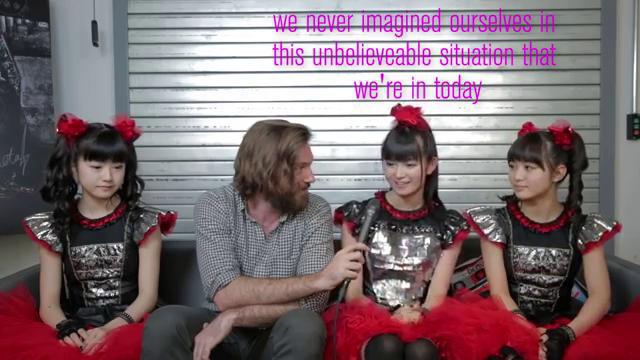 we never imagined ourselves in
this unbelieveable situation that
we're in today